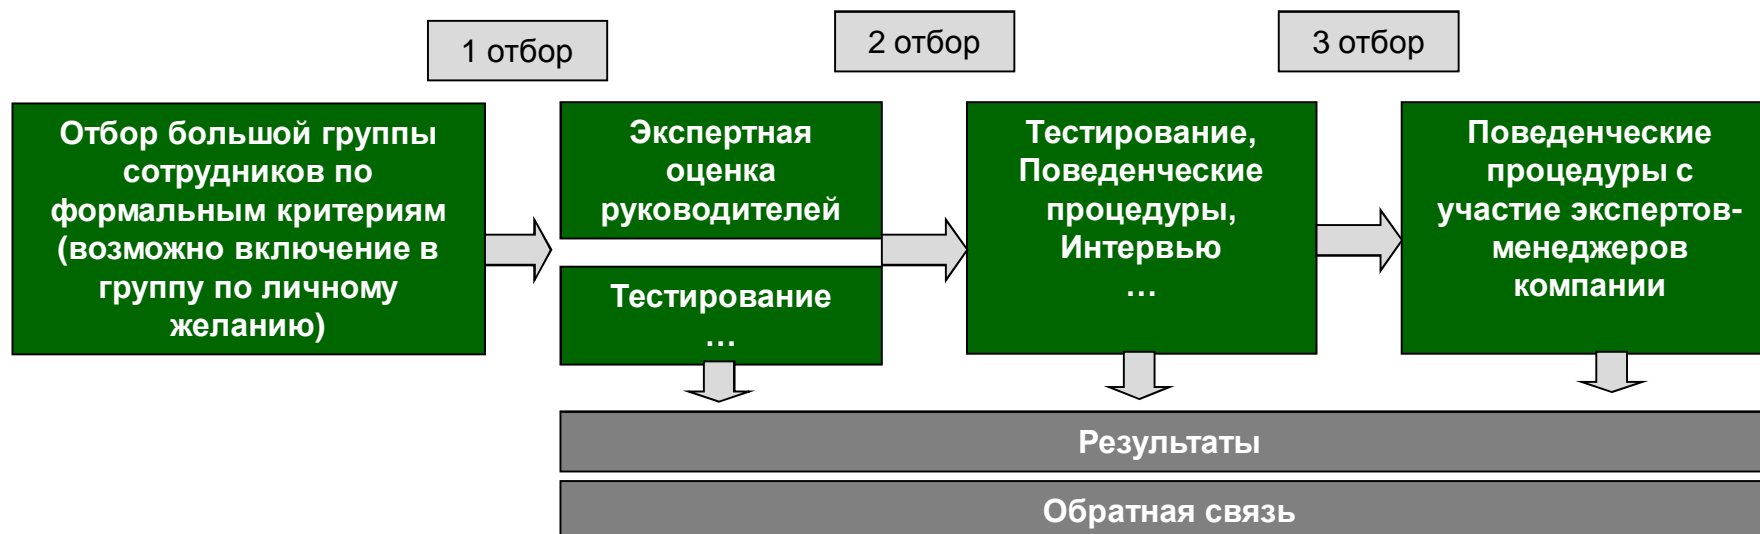 1 отбор
2 отбор
3 отбор
Отбор большой группы
сотрудников по
формальным критериям
(возможно включение в
группу по личному
желанию)
Экспертная
оценка
руководителей
Тестирование
…
Тестирование,
Поведенческие
процедуры,
Интервью
…
Поведенческие
процедуры с
участие экспертов-
менеджеров
компании
Результаты
Обратная связь